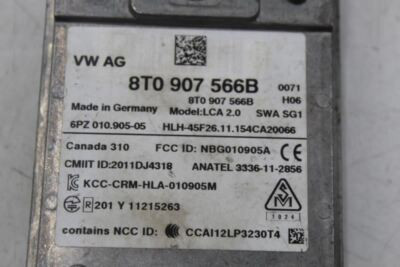 VW AG
8T0 907 566B 0071
8T0 907 566B H06
Made in Germany Model:LCA 2.0 SWA SG1
6PZ 010.905-05 HLH-45F26.11.154CA20066
Canada 310 FCC ID: NBG010905A
CMIIT ID:2011DJ4318 ANATEL 3336-11-2856
KCC-CRM-HLA-010905M
R 201 Y 11215263
1024
contains NCC ID: CCAI12LP3230T4